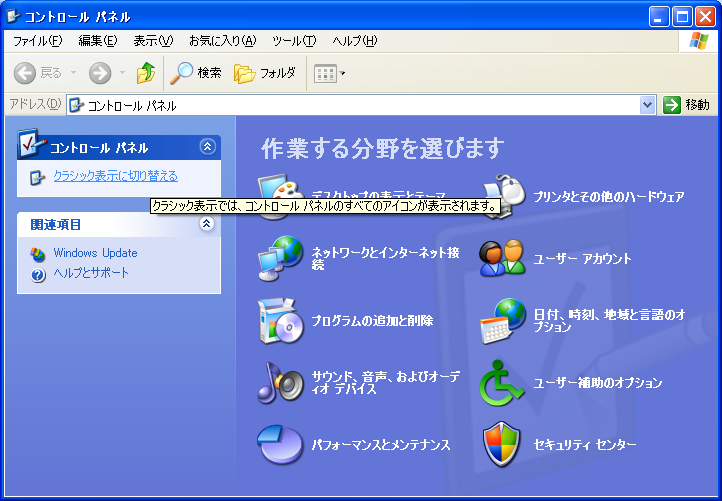 コントロール パネル
ファイル(F) 編集(E) 表示(V) お気に入り(A) ツール(T) ヘルプ(H)
戻る 検索 フォルダ
アドレス(D) コントロール パネル 移動
コントロール パネル
クラシック表示に切り替える
クラシック表示では、コントロール パネルのすべてのアイコンが表示されます。
関連項目
Windows Update
ヘルプとサポート
作業する分野を選びます
デスクトップの表示とテーマ
プリンタとその他のハードウェア
ネットワークとインターネット接
続
ユーザー アカウント
プログラムの追加と削除
日付、時刻、地域と言語のオ
プション
サウンド、音声、およびオーデ
ィオ デバイス
ユーザー補助のオプション
パフォーマンスとメンテナンス
セキュリティ センター